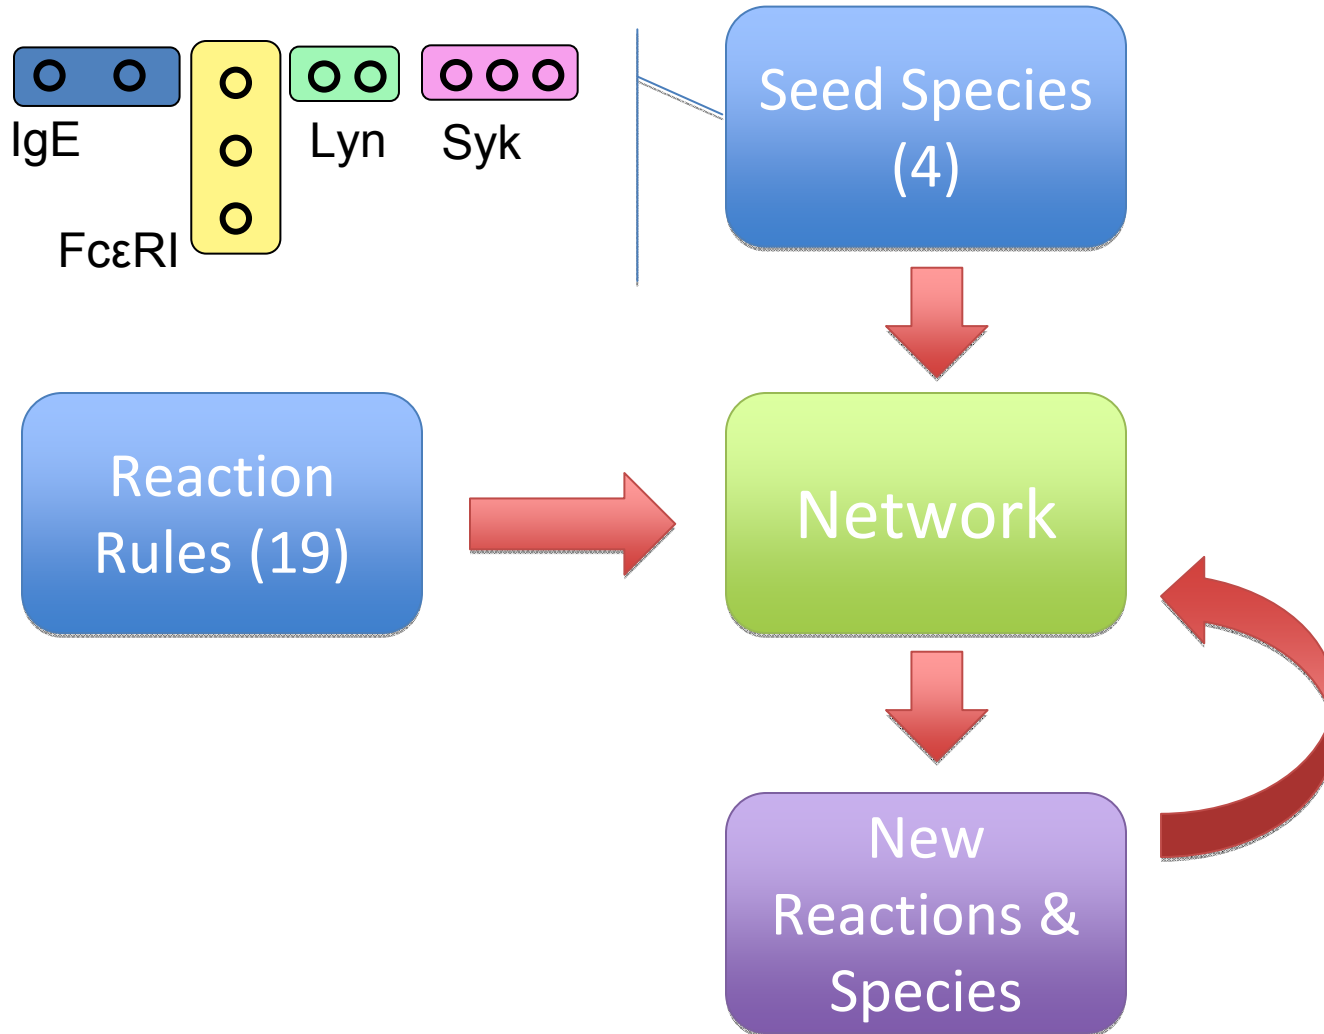 IgE
FcεRI
Lyn
Syk
Seed Species
(4)
Reaction
Rules (19)
Network
New
Reactions &
Species